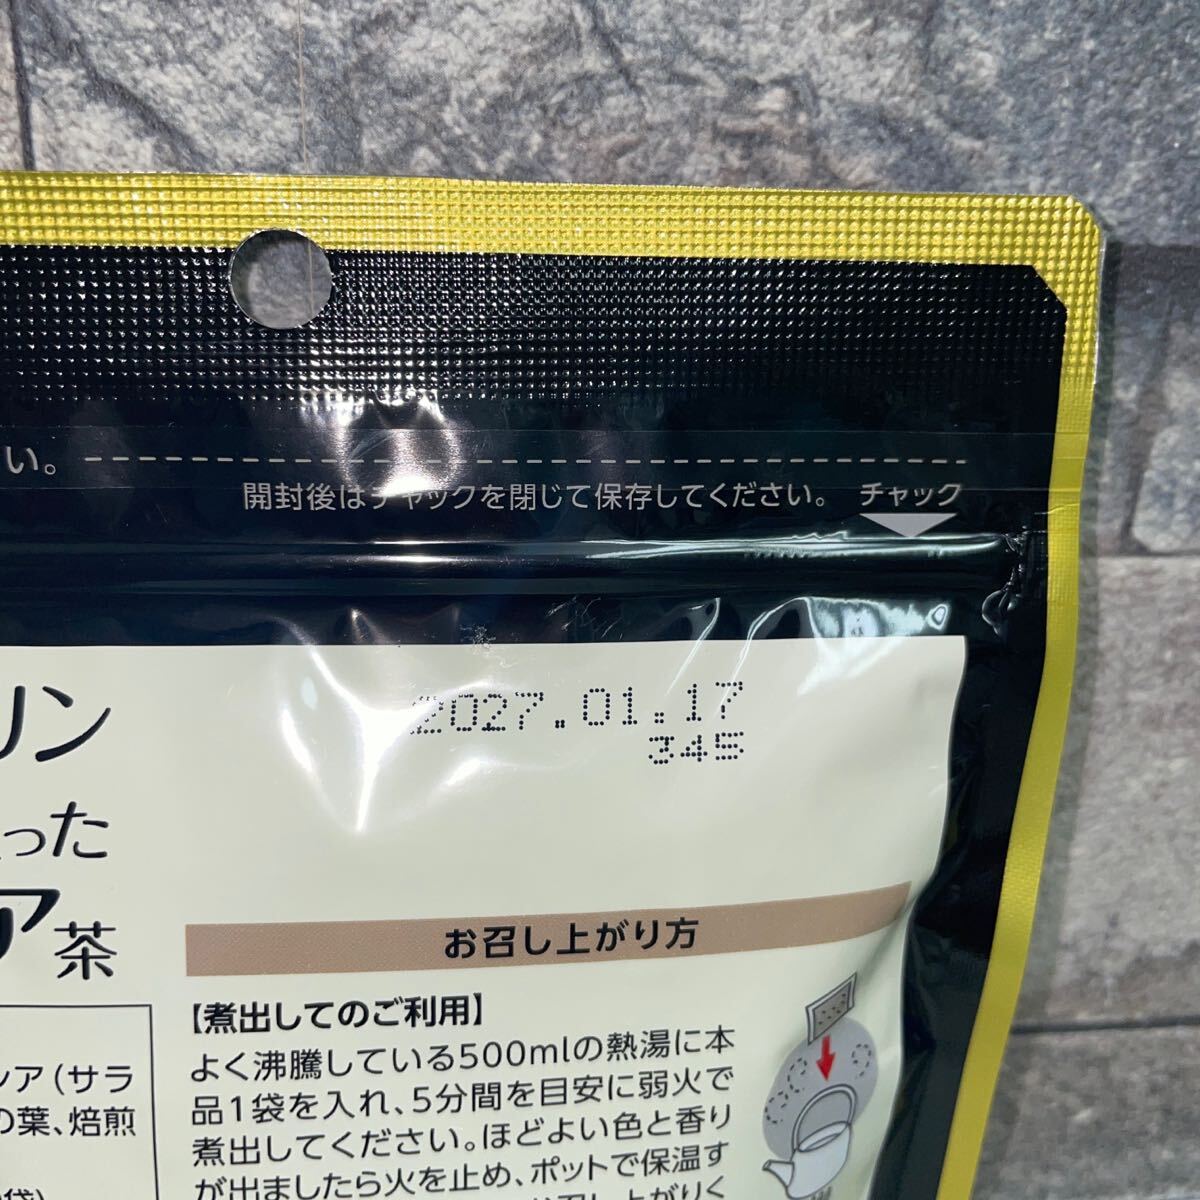 い。
開封後はチャックを閉じて保存してください。 チャック
2027.01.17
345
リン
った
ア茶
お召し上がり方
【煮出してのご利用】
よく沸騰している500mlの熱湯に本
品1袋を入れ、5分間を目安に弱火で
煮出してください。ほどよい色と香り
が出ましたら火を止め、ポットで保温す
シア(サラ
の葉、焙煎
袋)